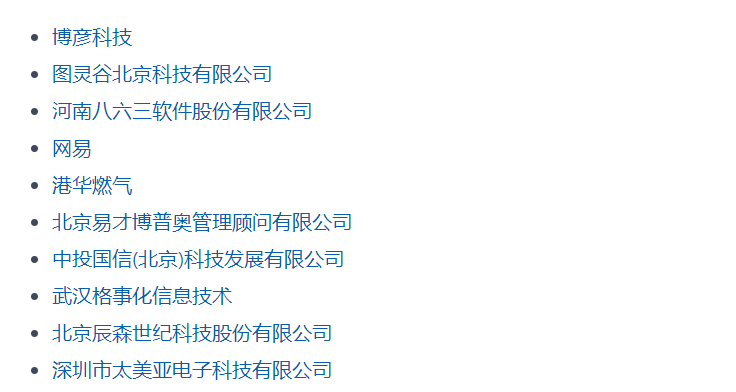 博彦科技
图灵谷北京科技有限公司
河南八六三软件股份有限公司
网易
港华燃气
北京易才博普奥管理顾问有限公司
中投国信(北京)科技发展有限公司
武汉格事化信息技术
北京辰森世纪科技股份有限公司
深圳市太美亚电子科技有限公司